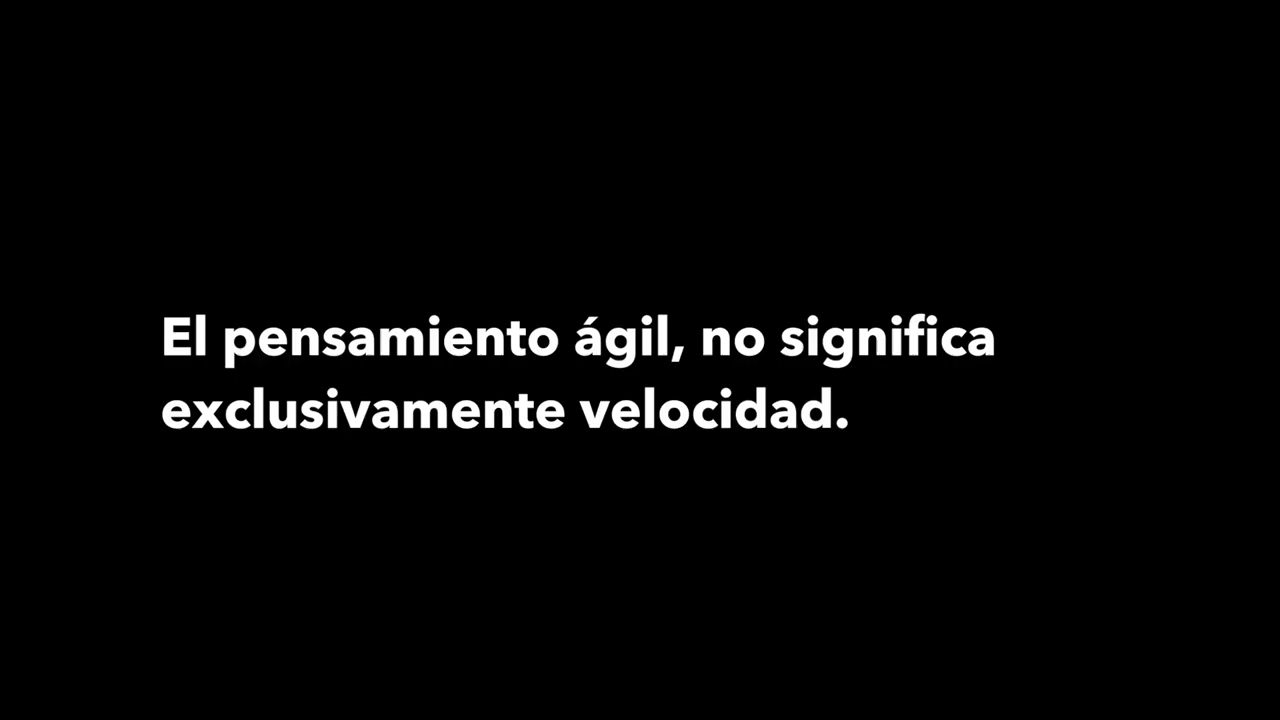 El pensamiento ágil, no significa
exclusivamente velocidad.